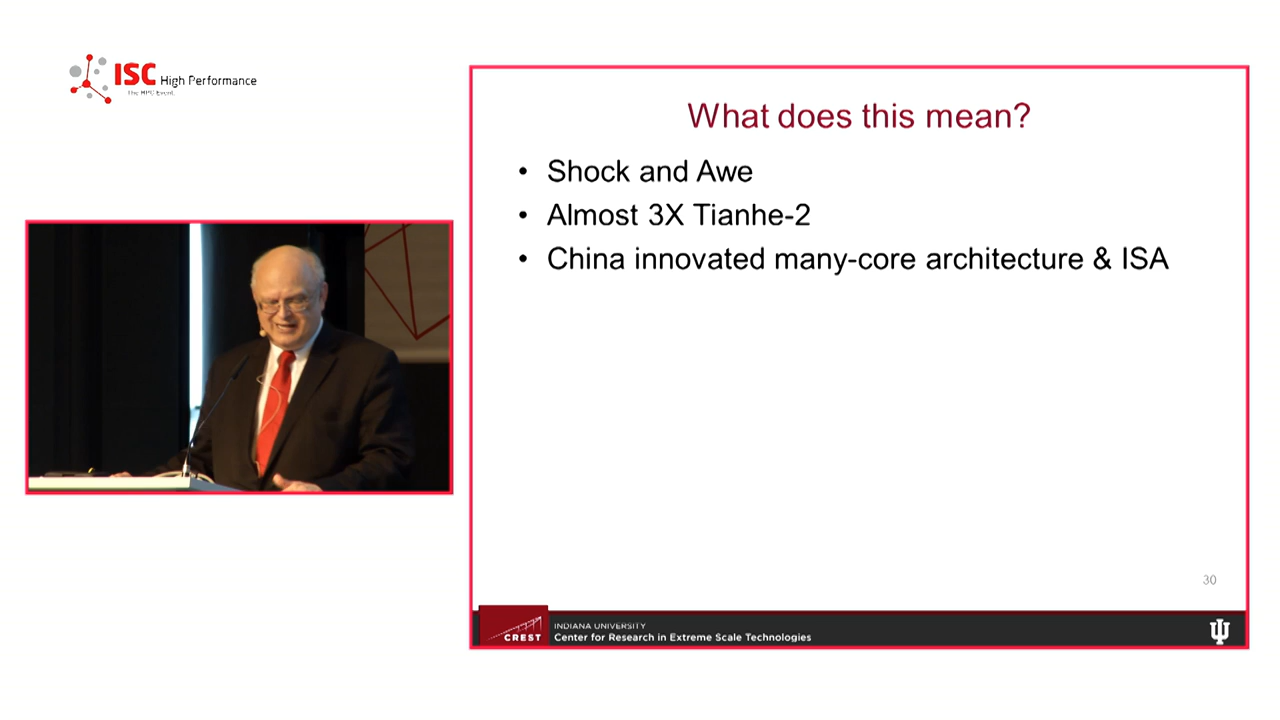 ISC High Performance
The HPC Event.
What does this mean?
• Shock and Awe
• Almost 3X Tianhe-2
• China innovated many-core architecture & ISA
30
CREST
INDIANA UNIVERSITY
Center for Research in Extreme Scale Technologies